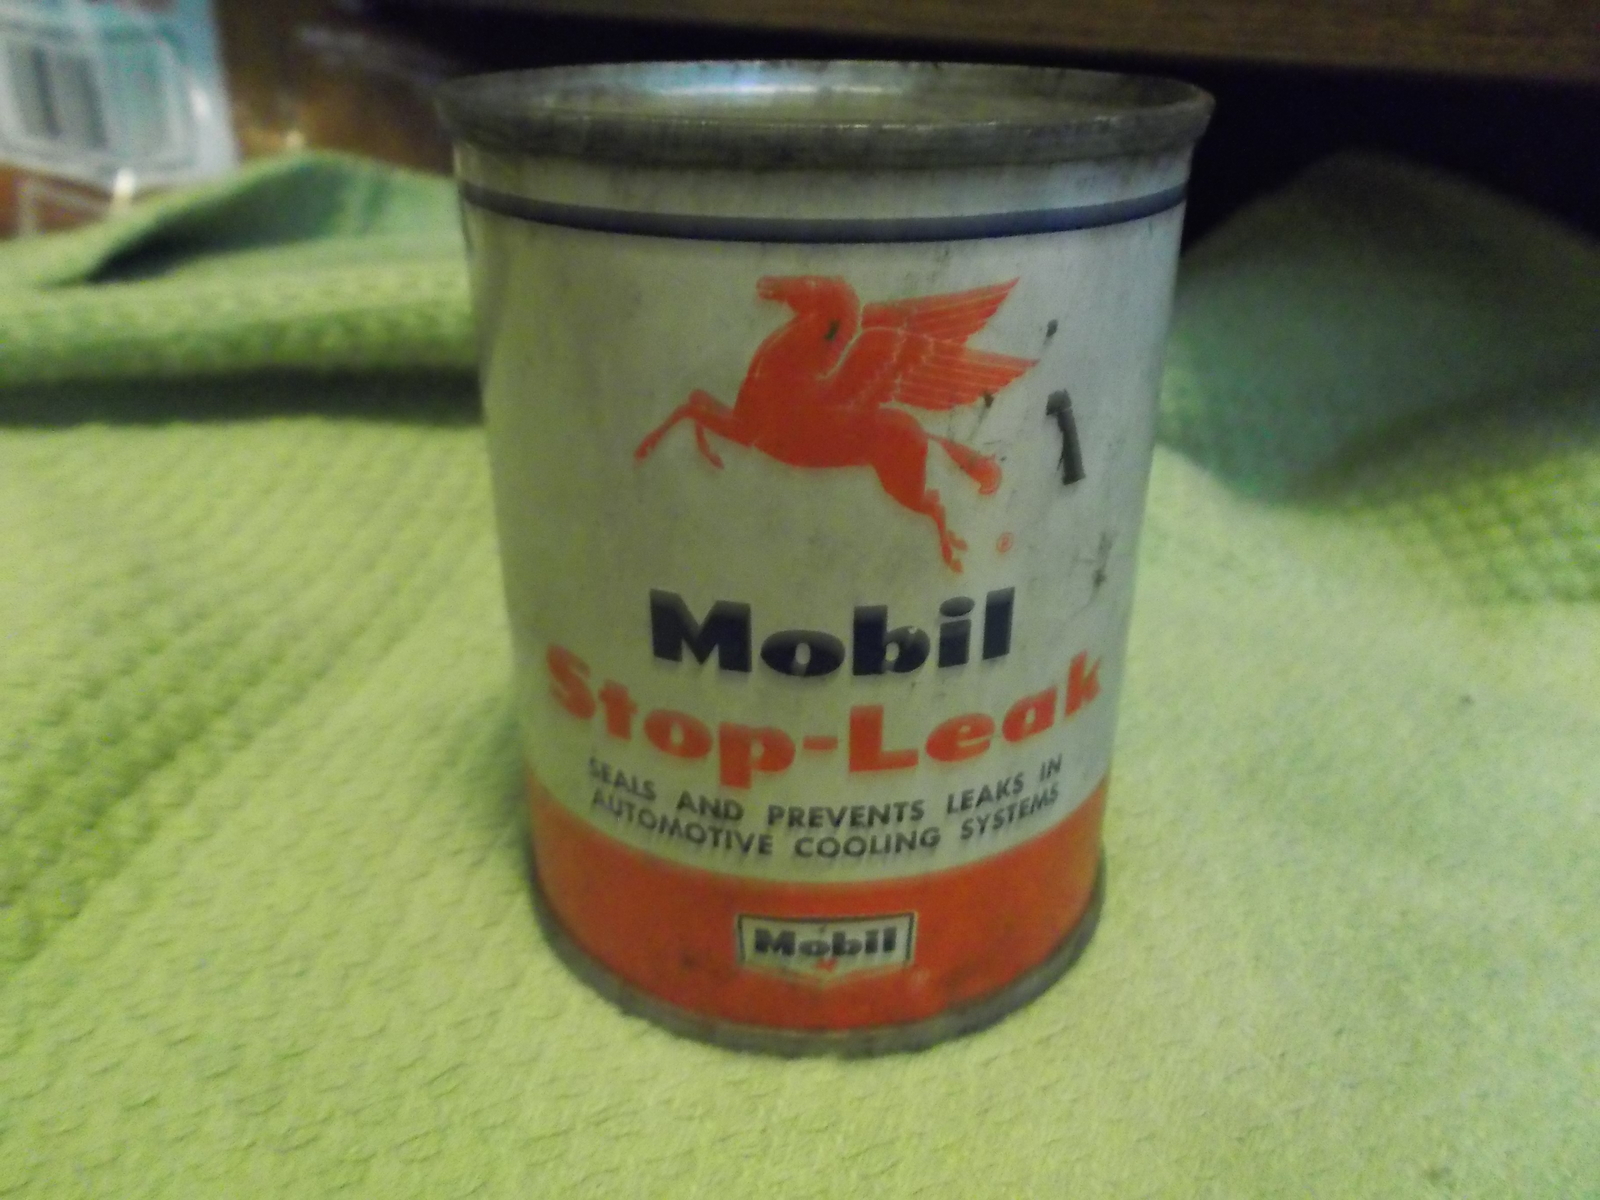 ®
Mobil
Stop-Leak
SEALS AND PREVENTS LEAKS IN
AUTOMOTIVE COOLING SYSTEMS
Mobil